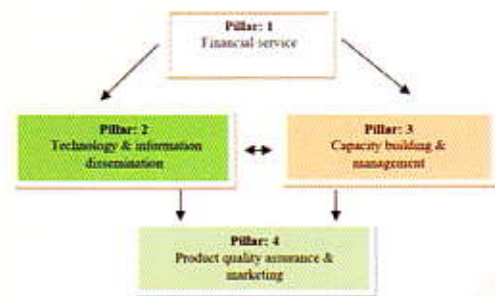 Pillar: 1
Financial service
Pillar: 2
Technology & information
dissemination
Pillar: 3
Capacity building &
management
Pillar: 4
Product quality assurance &
marketing